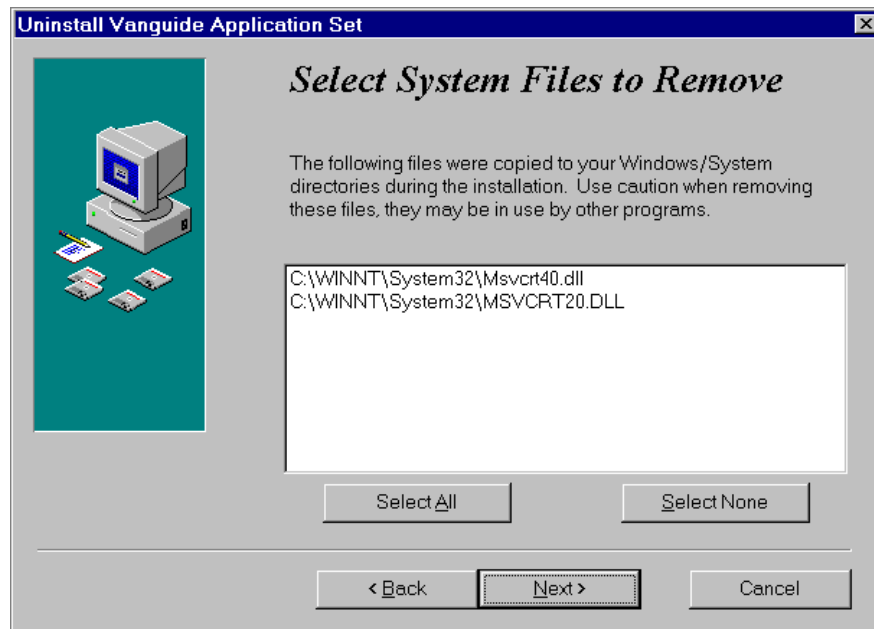 Uninstall Vanguide Application Set
Select System Files to Remove
The following files were copied to your Windows/System
directories during the installation. Use caution when removing
these files, they may be in use by other programs.
C:\WINNT\System32\Msvcrt40.dll
C:\WINNT\System32\MSVCRT20.DLL
Select All
Select None
< Back
Next >
Cancel